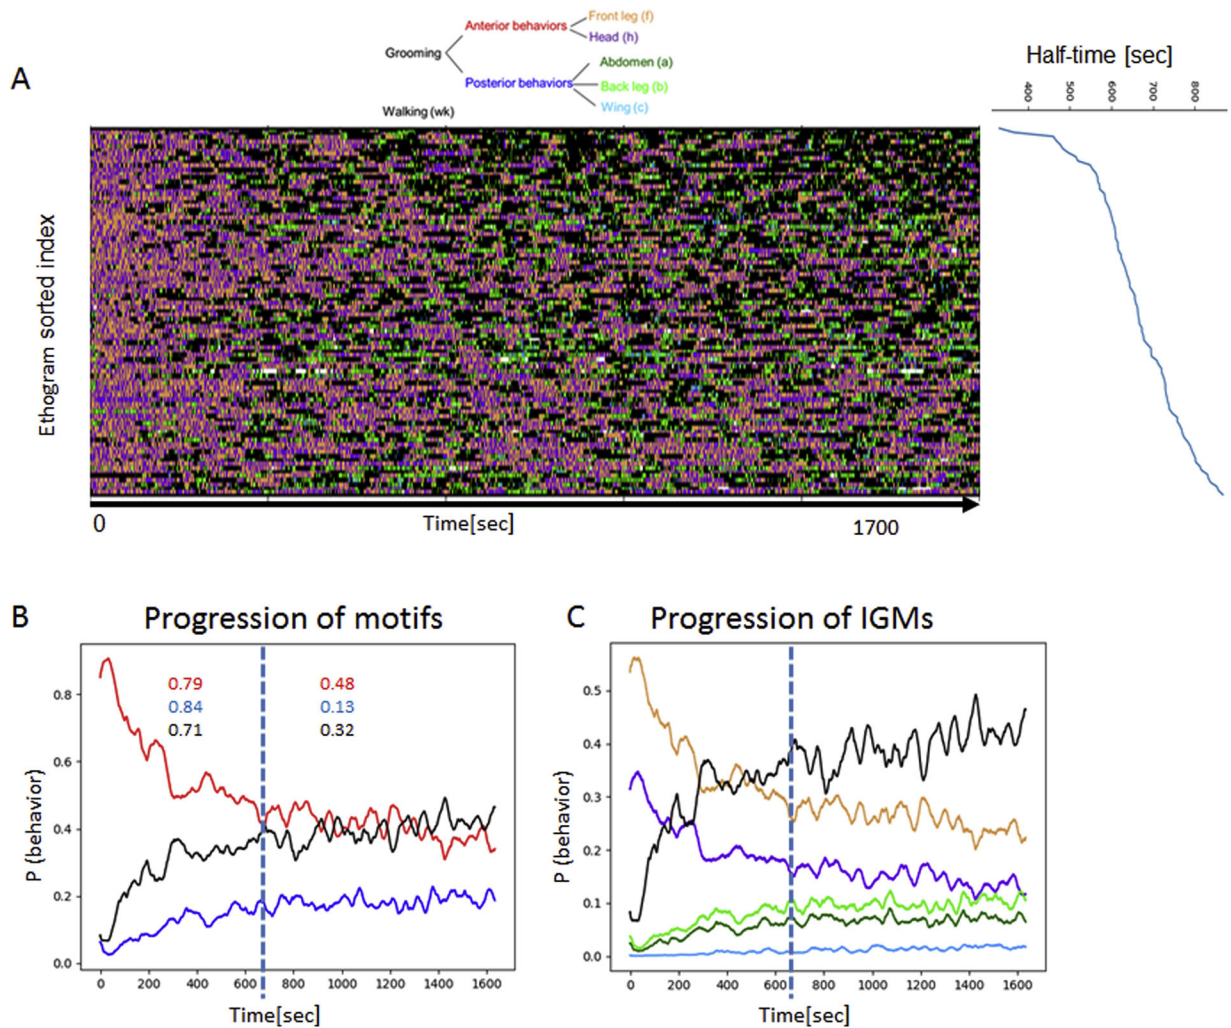 A
Grooming
Anterior behaviors
Front leg (f)
Head (h)
Posterior behaviors
Abdomen (a)
Back leg (b)
Wing (c)
Walking (wk)
Half-time [sec]
400 500 600 700 800
Ethogram sorted index
0
Time[sec]
1700
B
Progression of motifs
0.79 0.48
0.84 0.13
0.71 0.32
P (behavior)
0.8
0.6
0.4
0.2
0.0
0 200 400 600 800 1000 1200 1400 1600
Time[sec]
C
Progression of IGMs
P (behavior)
0.5
0.4
0.3
0.2
0.1
0.0
0 200 400 600 800 1000 1200 1400 1600
Time[sec]